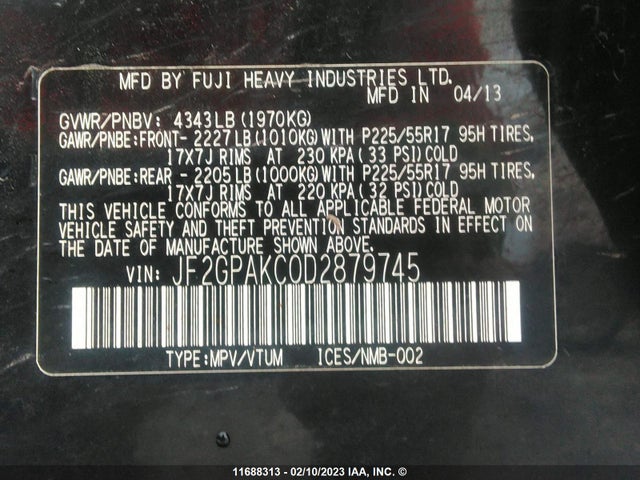 MFD BY FUJI HEAVY INDUSTRIES LTD.
MFD IN 04/13
GVWR/PNBV: 4343LB(1970KG)
GAWR/PNBE:FRONT- 2227LB(1010KG)WITH P225/55R17 95H TIRES,
17X7J RIMS AT 230 KPA(33 PSI)COLD
GAWR/PNBE:REAR - 2205LB(1000KG)WITH P225/55R17 95H TIRES,
17X7J RIMS AT 220 KPA(32 PSI)COLD
THIS VEHICLE CONFORMS TO ALL APPLICABLE FEDERAL MOTOR
VEHICLE SAFETY AND THEFT PREVENTION STANDARDS IN EFFECT ON
THE DATE OF MANUFACTURE SHOWN ABOVE.
VIN: JF2GPAKC0D2879745
TYPE:MPV/VTUM ICES/NMB-002
11688313 - 02/10/2023 IAA, INC. ©